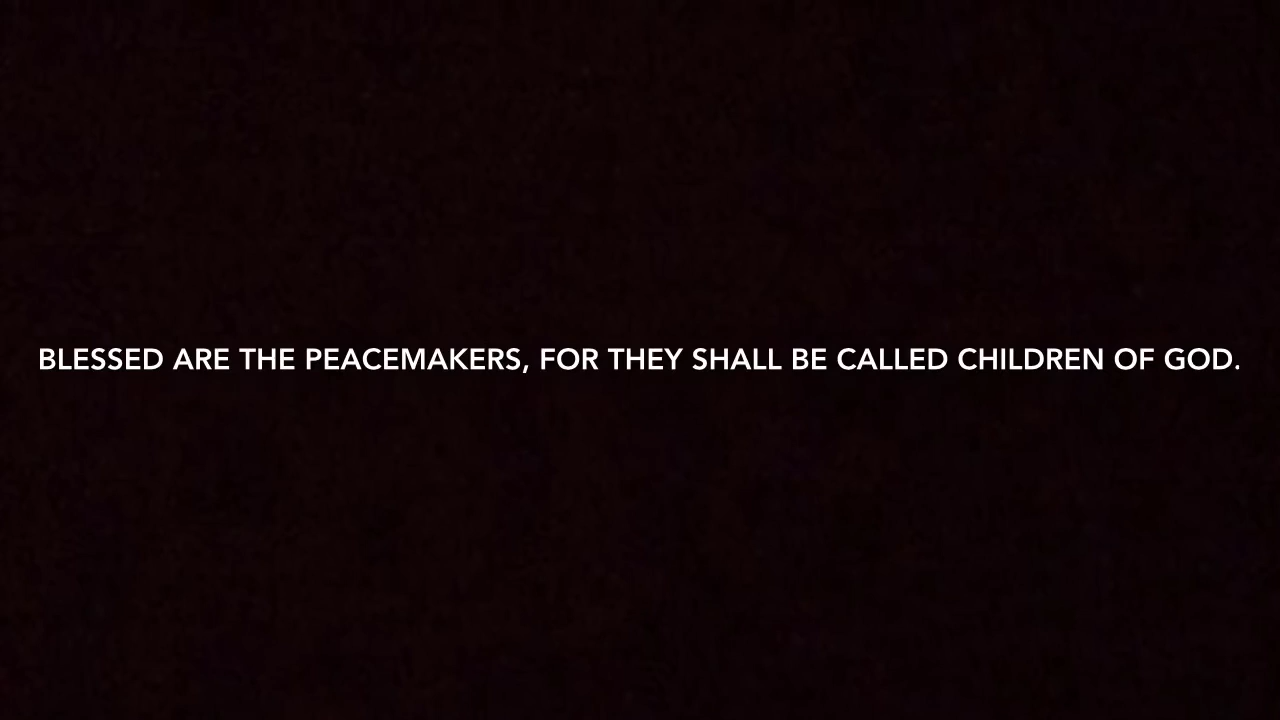 BLESSED ARE THE PEACEMAKERS, FOR THEY SHALL BE CALLED CHILDREN OF GOD.